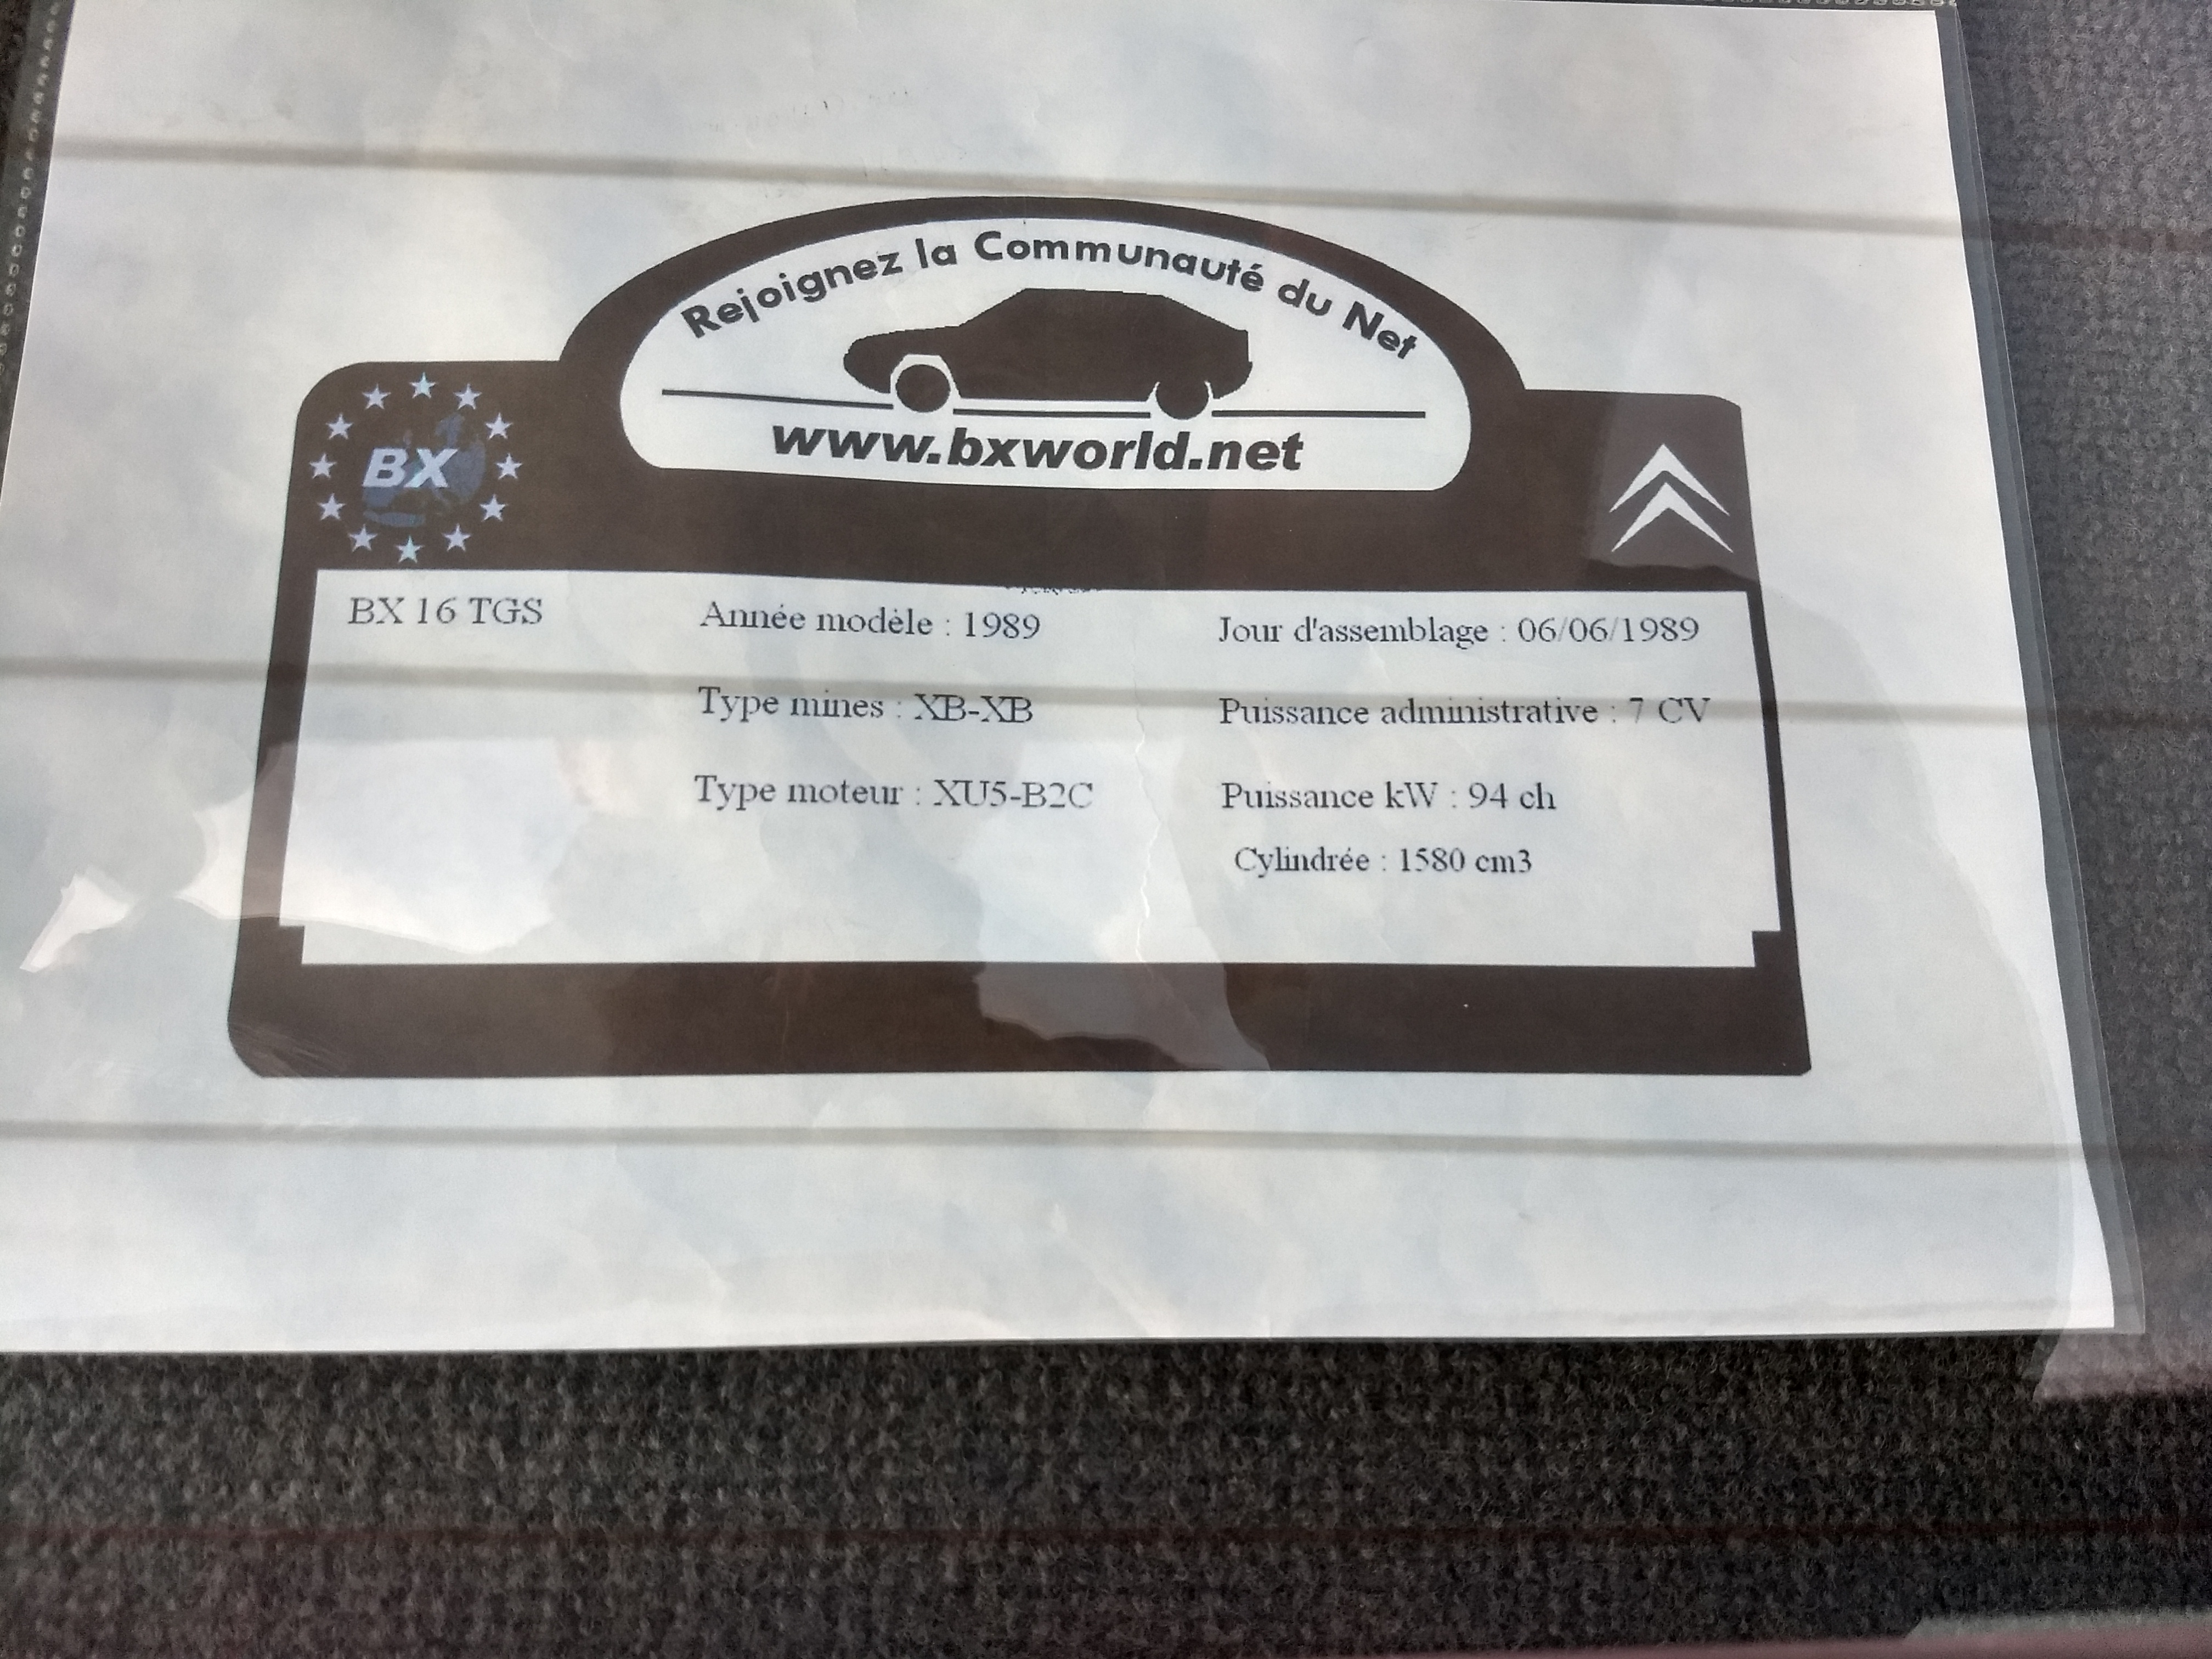 Rejoignez la Communauté du Net
www.bxworld.net
BX
BX 16 TGS
Année modèle : 1989
Jour d'assemblage : 06/06/1989
Type mines : XB-XB
Puissance administrative : 7 CV
Type moteur : XU5-B2C
Puissance kW : 94 ch
Cylindrée : 1580 cm3